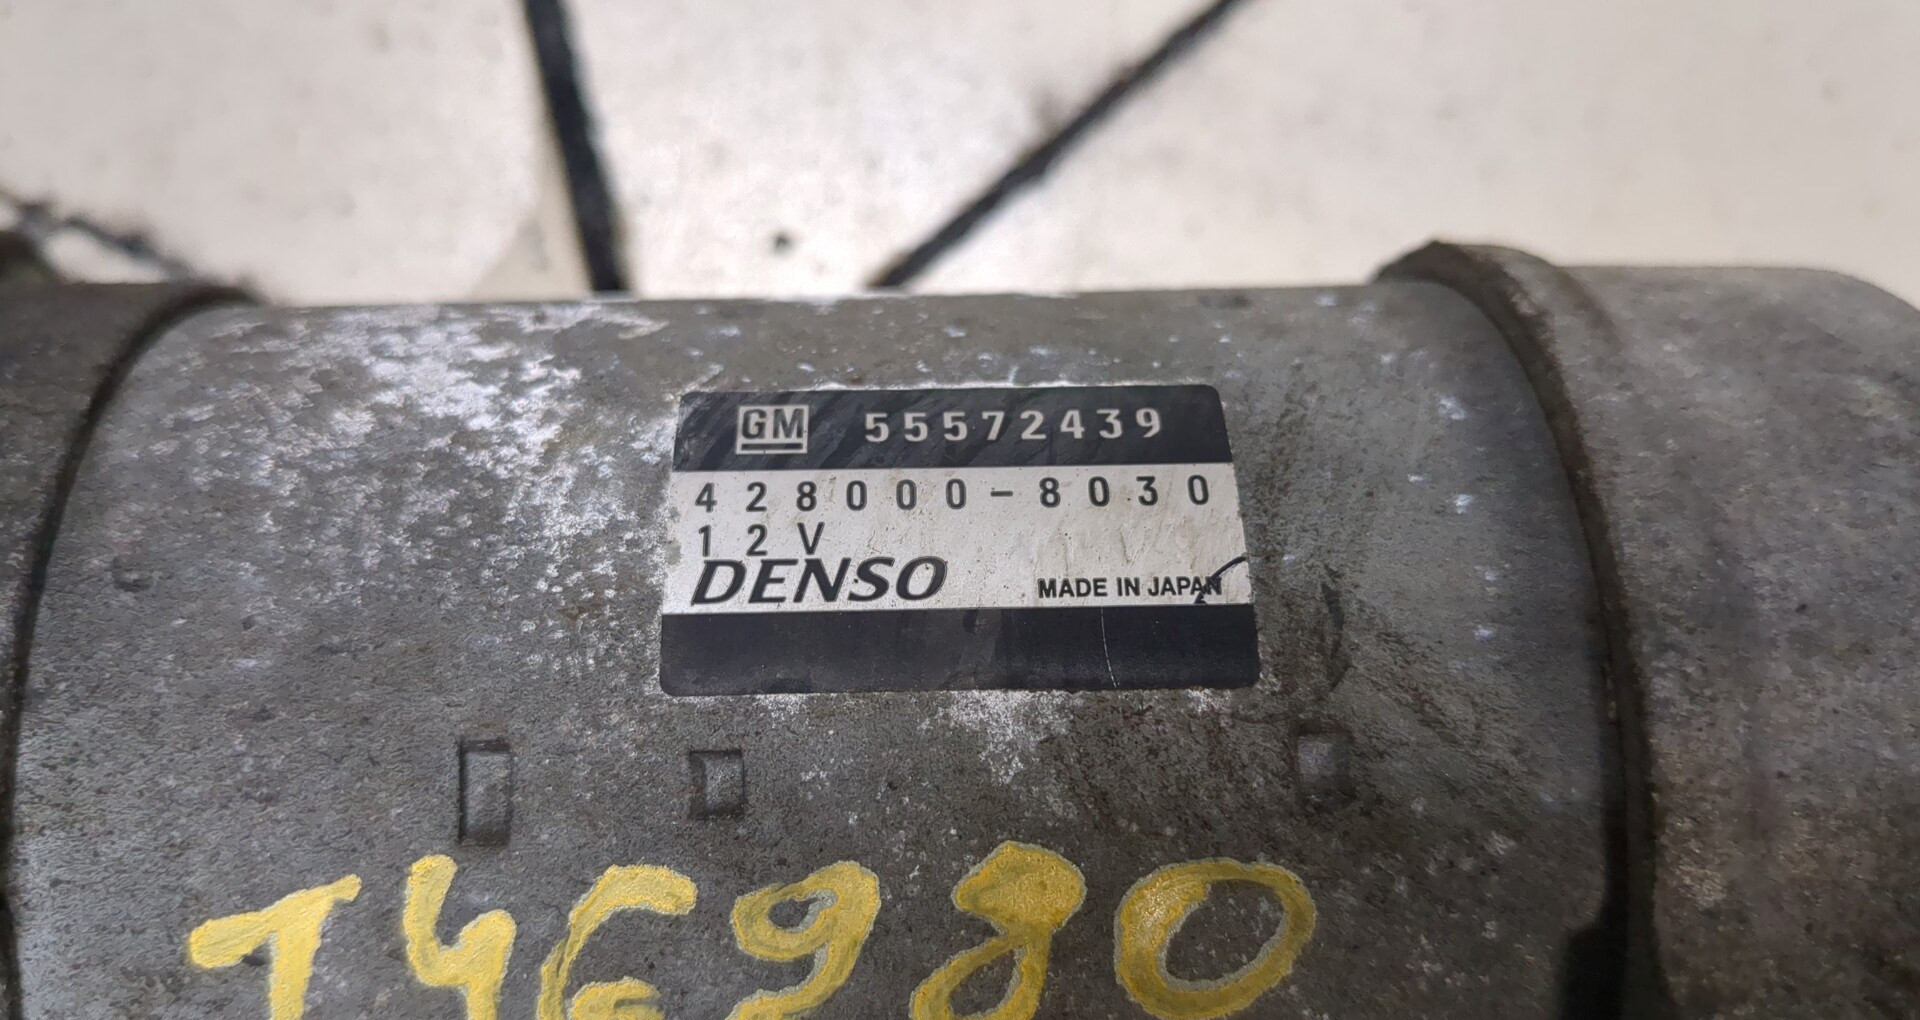 GM 55572439
428000-8030
12V
DENSO MADE IN JAPAN
146980